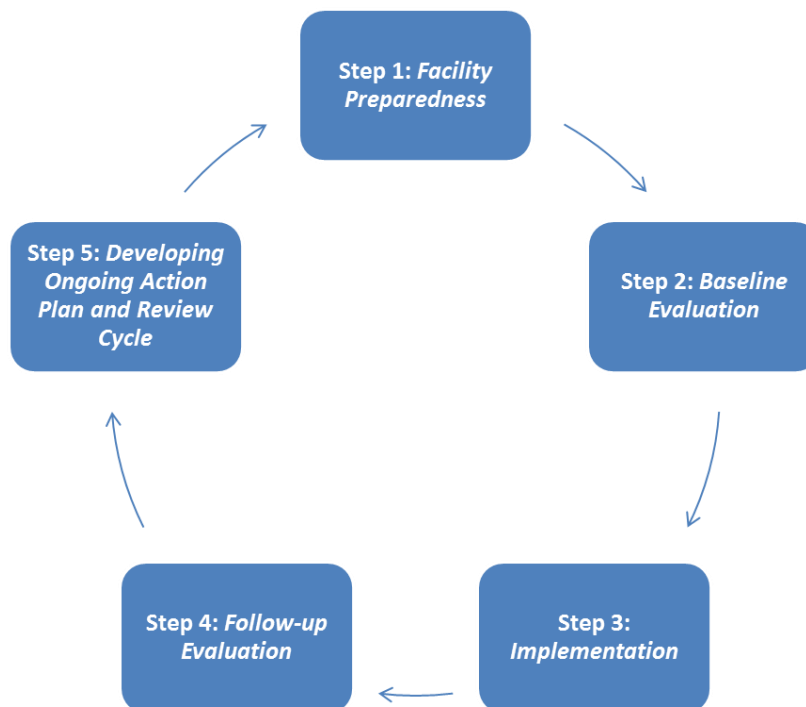 Step 1: Facility
Preparedness
Step 2: Baseline
Evaluation
Step 3:
Implementation
Step 4: Follow-up
Evaluation
Step 5: Developing
Ongoing Action
Plan and Review
Cycle